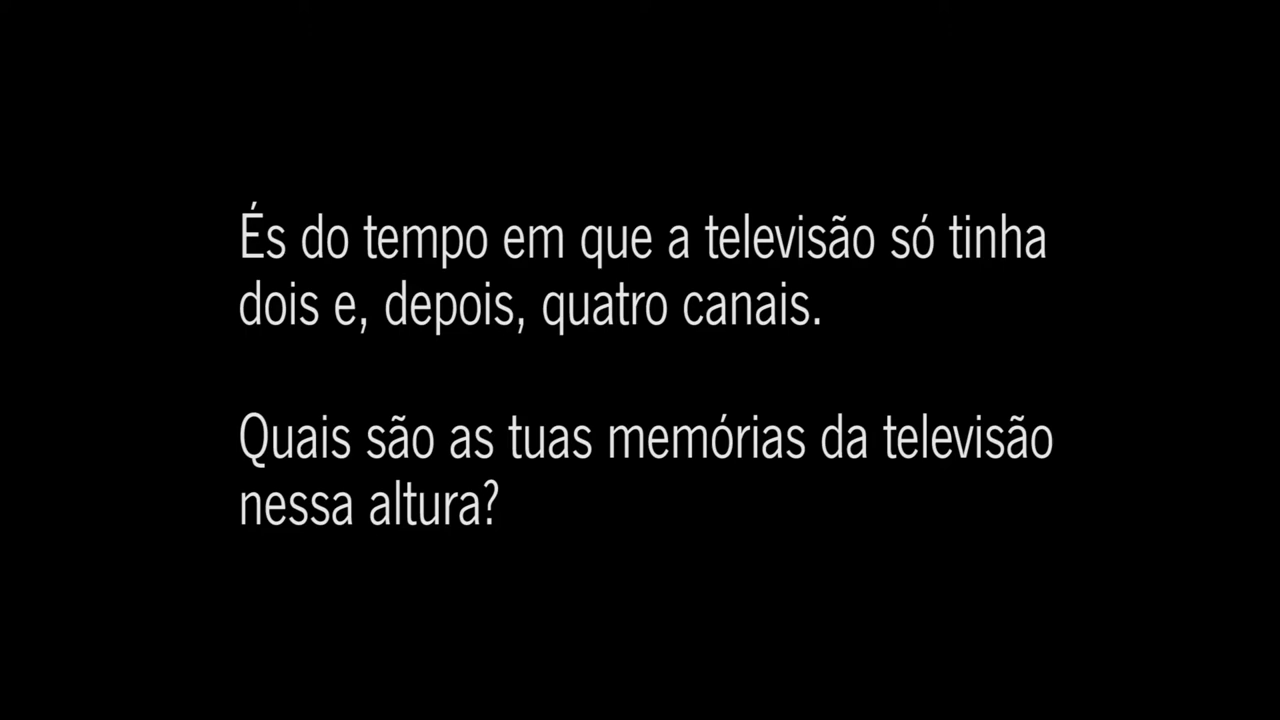 És do tempo em que a televisão só tinha
dois e, depois, quatro canais.
Quais são as tuas memórias da televisão
nessa altura?